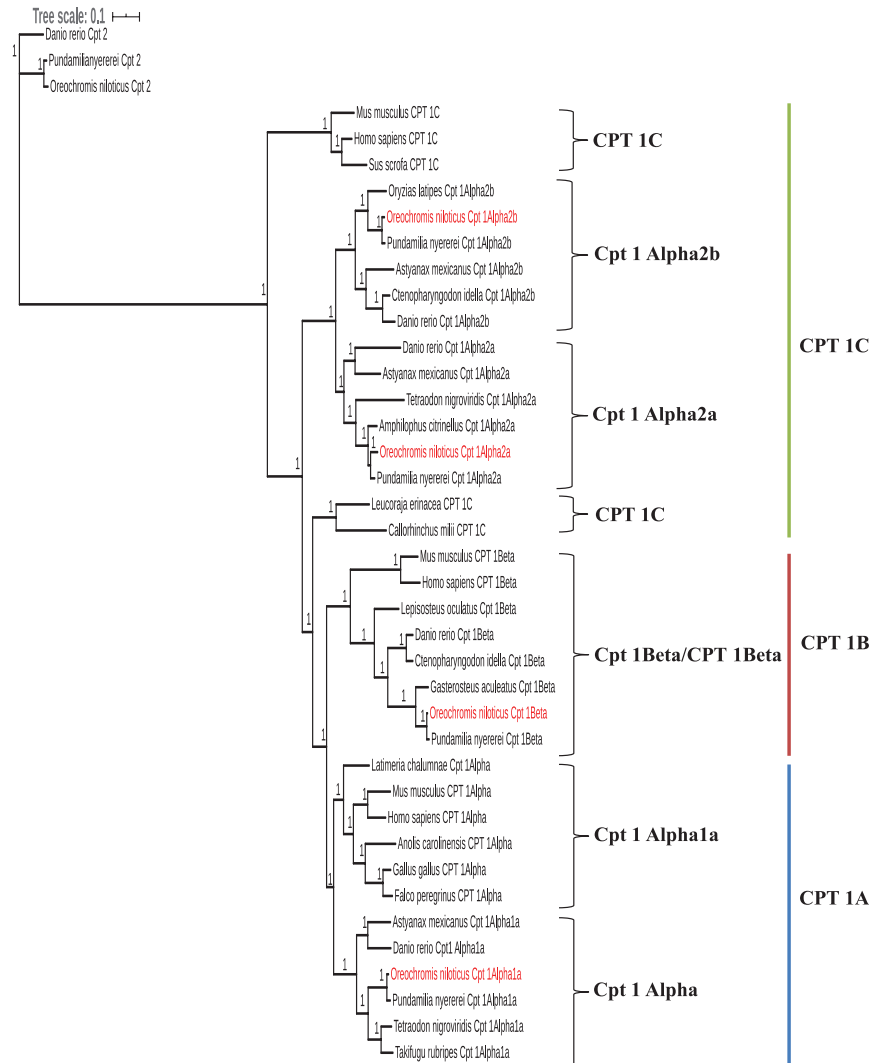 Tree scale: 0.1
1
Danio rerio Cpt 2
Pundamilianyererei Cpt 2
1
Oreochromis niloticus Cpt 2
Mus musculus CPT 1C
1
Homo sapiens CPT 1C
1
Sus scrofa CPT 1C
CPT 1C
Oryzias latipes Cpt 1Alpha2b
1
Oreochromis niloticus Cpt 1Alpha2b
1
Pundamilia nyererei Cpt 1Alpha2b
1
Astyanax mexicanus Cpt 1Alpha2b
1
Ctenopharyngodon idella Cpt 1Alpha2b
1
Danio rerio Cpt 1Alpha2b
Cpt 1 Alpha2b
1
1
Danio rerio Cpt 1Alpha2a
1
Astyanax mexicanus Cpt 1Alpha2a
1
Tetraodon nigroviridis Cpt 1Alpha2a
1
Amphilophus citrinellus Cpt 1Alpha2a
1
1
Oreochromis niloticus Cpt 1Alpha2a
Pundamilia nyererei Cpt 1Alpha2a
Cpt 1 Alpha2a
1
Leucoraja erinacea CPT 1C
1
Callorhinchus milii CPT 1C
CPT 1C
CPT 1C
Mus musculus CPT 1Beta
1
Homo sapiens CPT 1Beta
1
Lepisosteus oculatus Cpt 1Beta
1
Danio rerio Cpt 1Beta
1
Ctenopharyngodon idella Cpt 1Beta
1
Gasterosteus aculeatus Cpt 1Beta
1
Oreochromis niloticus Cpt 1Beta
1
Pundamilia nyererei Cpt 1Beta
Cpt 1Beta/CPT 1Beta
CPT 1B
1
1
Latimeria chalumnae Cpt 1Alpha
1
Mus musculus CPT 1Alpha
1
Homo sapiens CPT 1Alpha
1
Anolis carolinensis CPT 1Alpha
1
Gallus gallus CPT 1Alpha
1
Falco peregrinus CPT 1Alpha
Cpt 1 Alpha1a
1
Astyanax mexicanus Cpt 1Alpha1a
1
Danio rerio Cpt1 Alpha1a
1
Oreochromis niloticus Cpt 1Alpha1a
1
Pundamilia nyererei Cpt 1Alpha1a
1
Tetraodon nigroviridis Cpt 1Alpha1a
1
Takifugu rubripes Cpt 1Alpha1a
Cpt 1 Alpha
CPT 1A